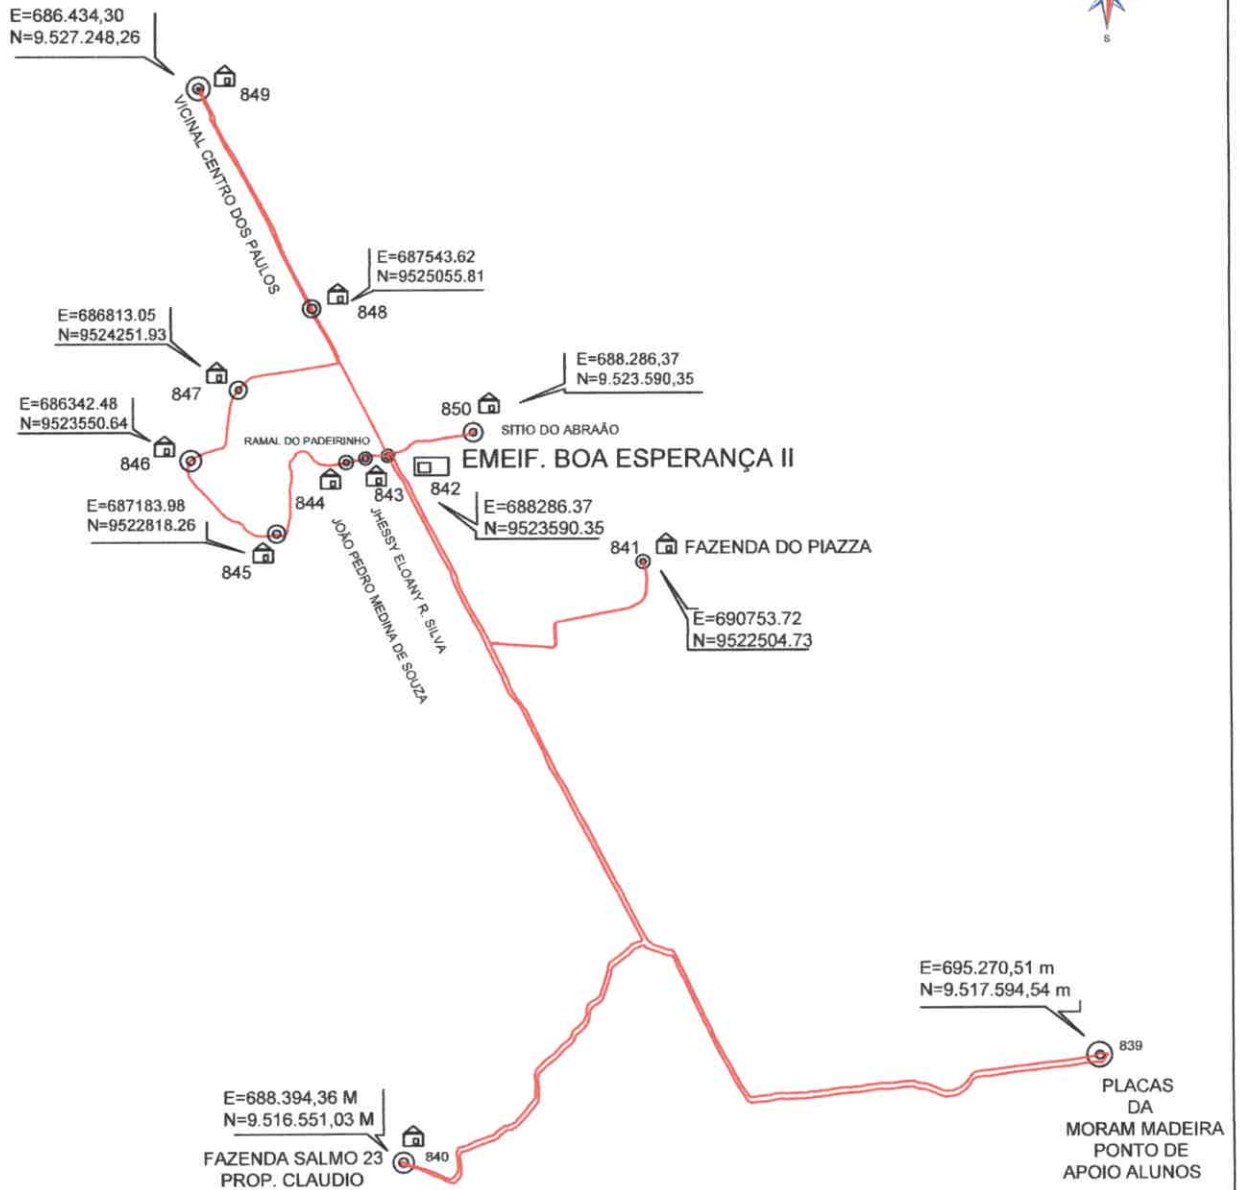 E=686.434,30
N=9.527.248,26
S
849
VICINAL CENTRO DOS PAULOS
E=687543.62
N=9525055.81
848
E=686813.05
N=9524251.93
847
E=688.286,37
N=9.523.590,35
850
SITIO DO ABRAÃO
E=686342.48
N=9523550.64
846
RAMAL DO PADEIRINHO
EMEIF. BOA ESPERANÇA II
842
843
844
E=688286.37
N=9523590.35
E=687183.98
N=9522818.26
845
JHESSY ELOANY R. SILVA
JOÃO PEDRO MEDINA DE SOUZA
841
FAZENDA DO PIAZZA
E=690753.72
N=9522504.73
E=695.270,51 m
N=9.517.594,54 m
839
PLACAS
DA
MORAM MADEIRA
PONTO DE
APOIO ALUNOS
E=688.394,36 M
N=9.516.551,03 M
840
FAZENDA SALMO 23
PROP. CLAUDIO